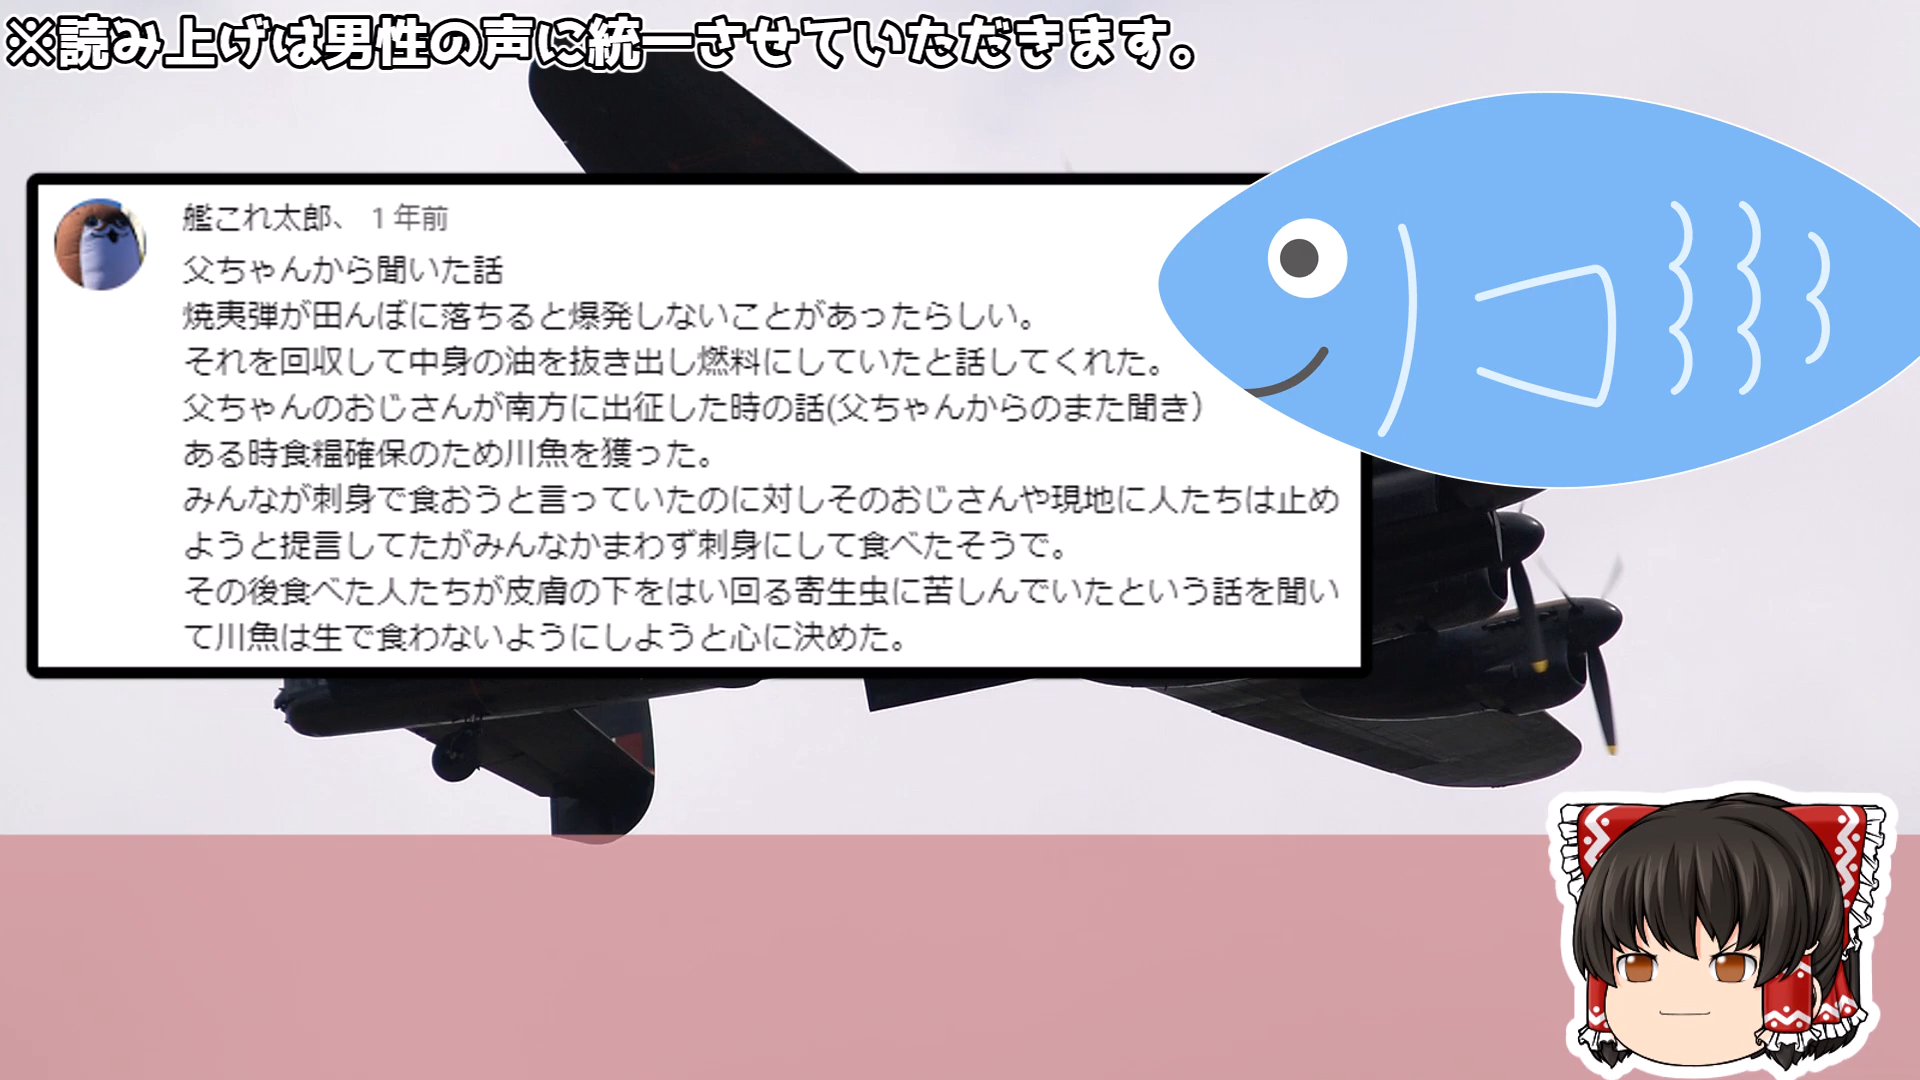 ※読み上げは男性の声に統一させていただきます。
艦これ太郎、 1 年前
父ちゃんから聞いた話
焼夷弾が田んぼに落ちると爆発しないことがあったらしい。
それを回収して中身の油を抜き出し燃料にしていたと話してくれた。
父ちゃんのおじさんが南方に出征した時の話(父ちゃんからのまた聞き）
ある時食糧確保のため川魚を獲った。
みんなが刺身で食おうと言っていたのに対しそのおじさんや現地に人たちは止め
ようと提言してたがみんなかまわず刺身にして食べたそうで。
その後食べた人たちが皮膚の下をはい回る寄生虫に苦しんでいたという話を聞い
て川魚は生で食わないようにしようと心に決めた。